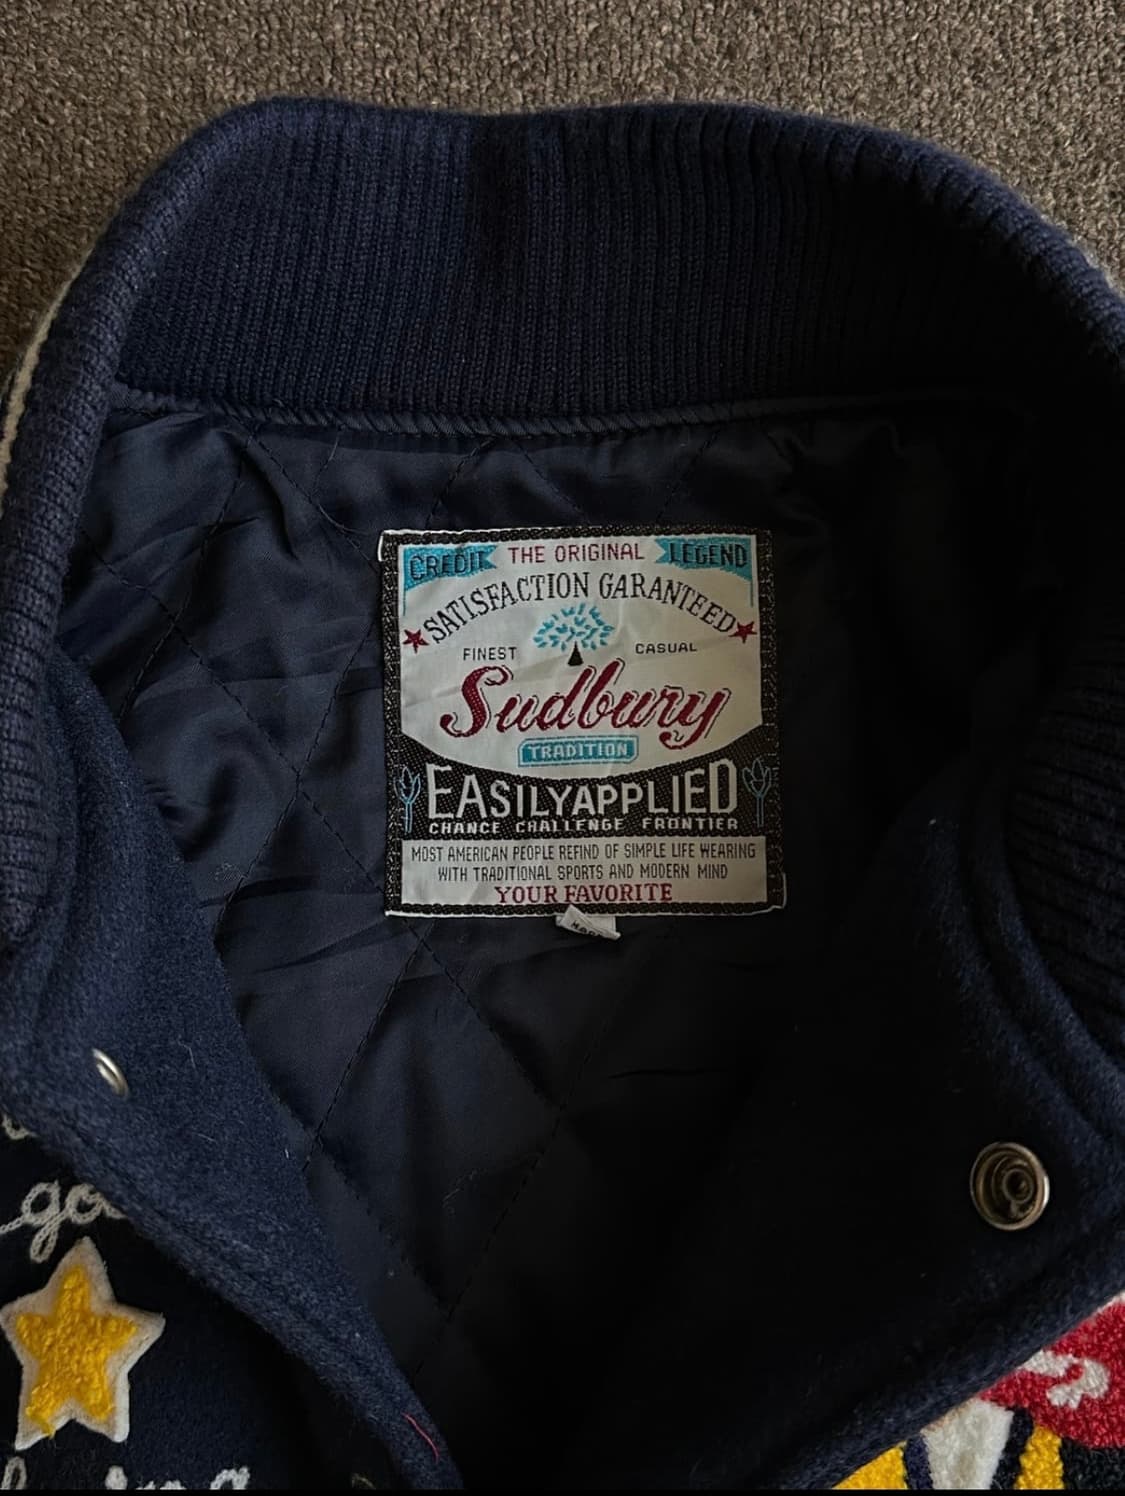 CREDIT THE ORIGINAL LEGEND
SATISFACTION GARANTEED
FINEST CASUAL
Sudbury
TRADITION
EASILYAPPLIED
CHANCE CHALLENGE FRONTIER
MOST AMERICAN PEOPLE REFIND OF SIMPLE LIFE WEARING
WITH TRADITIONAL SPORTS AND MODERN MIND
YOUR FAVORITE